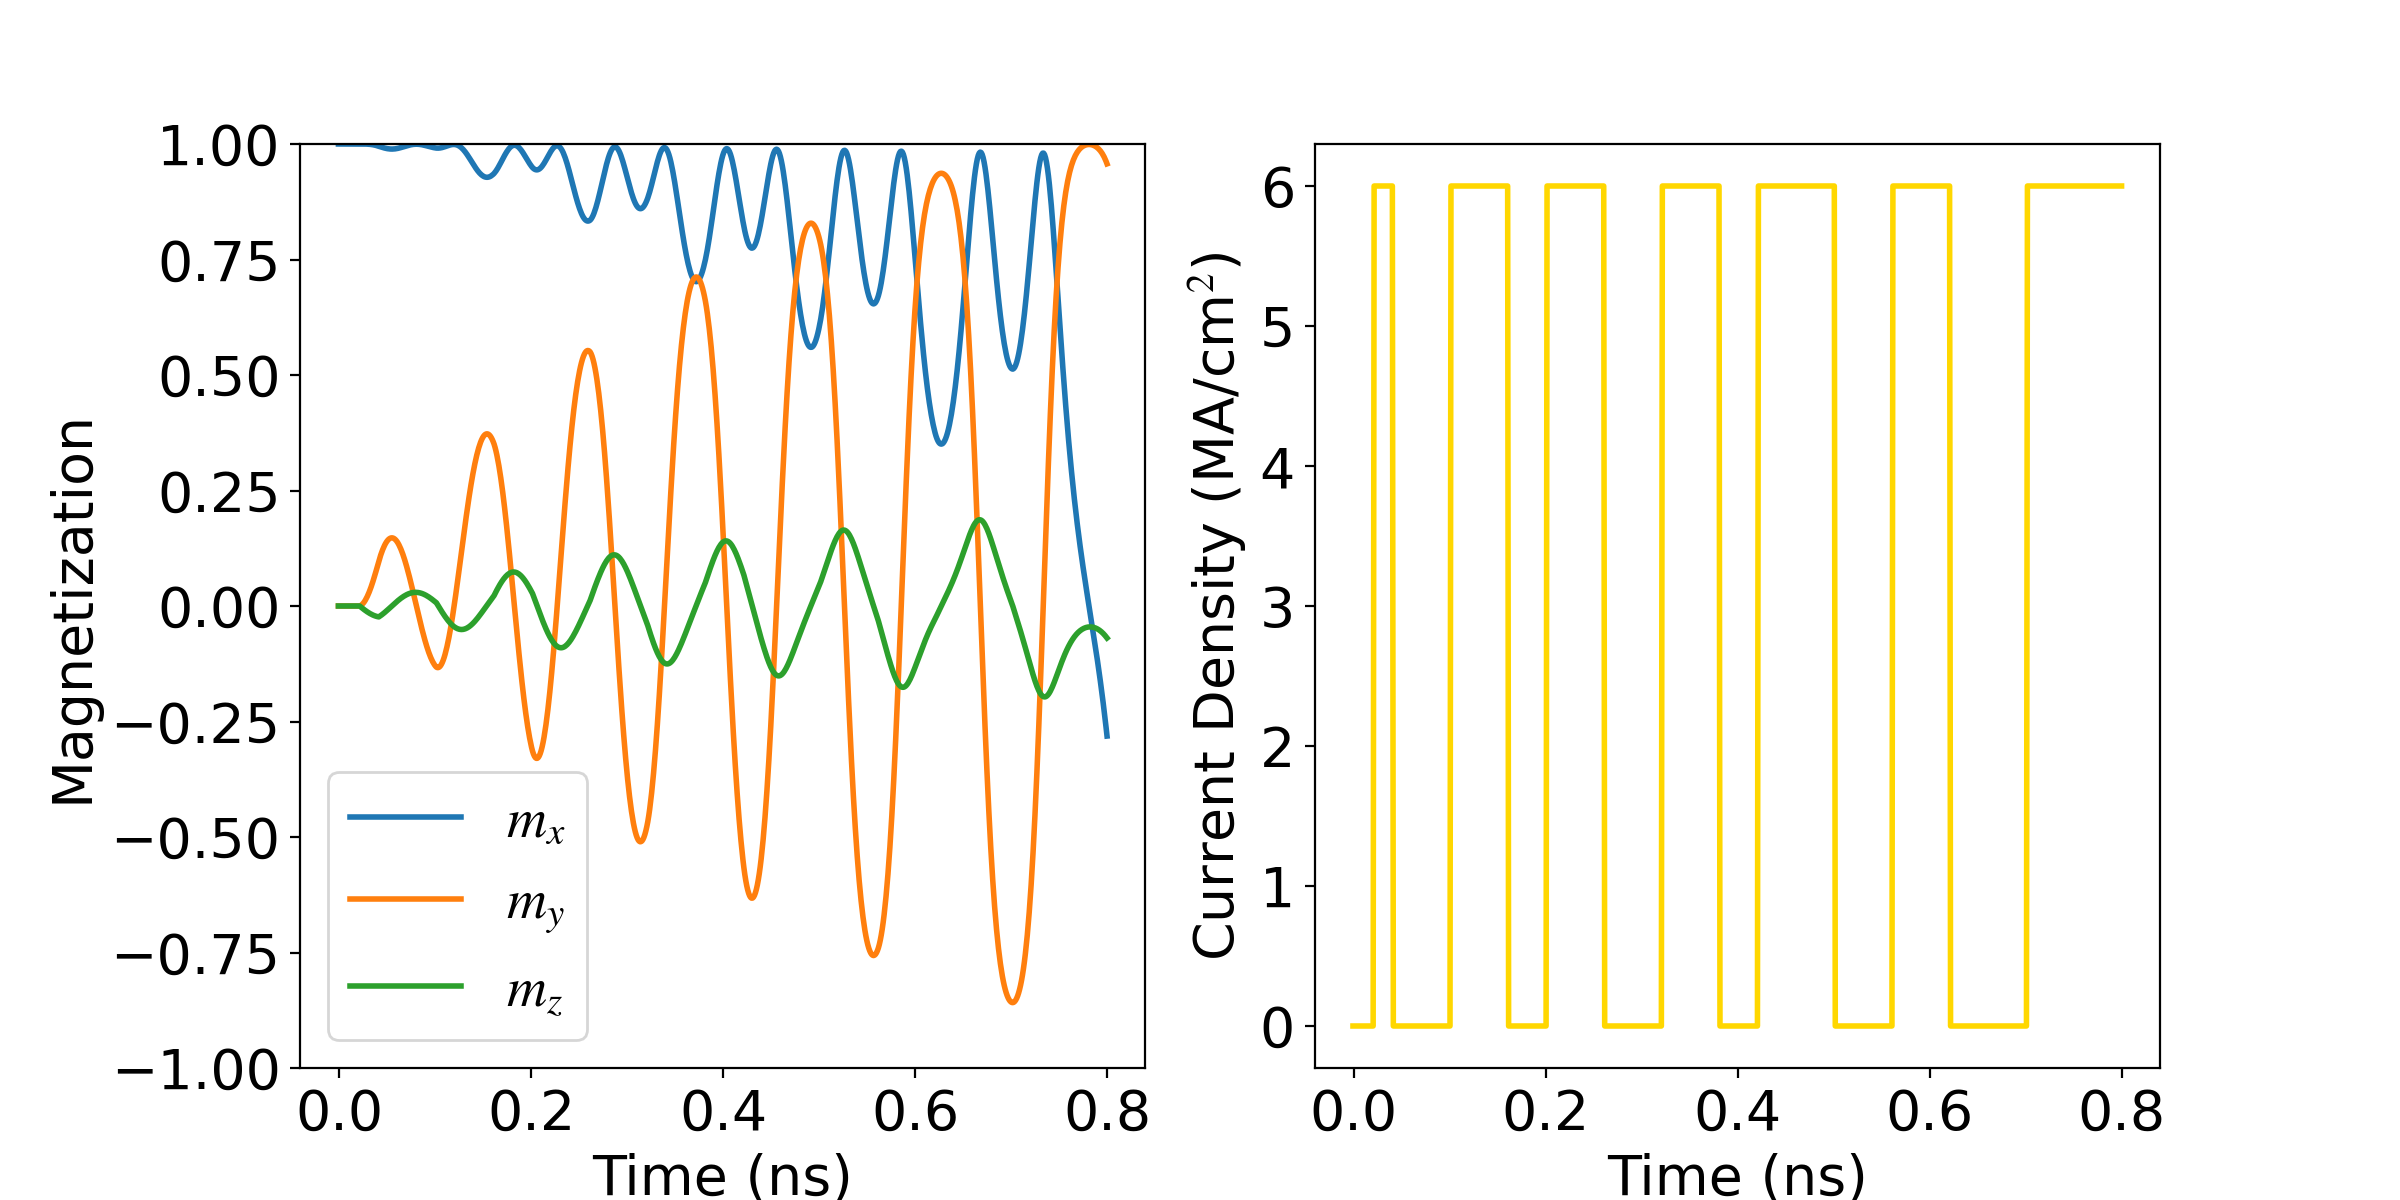 1.00
0.75
0.50
0.25
0.00
−0.25
−0.50
−0.75
−1.00
Magnetization
m_x
m_y
m_z
0.0 0.2 0.4 0.6 0.8
Time (ns)
6
5
4
3
2
1
0
Current Density (MA/cm²)
0.0 0.2 0.4 0.6 0.8
Time (ns)